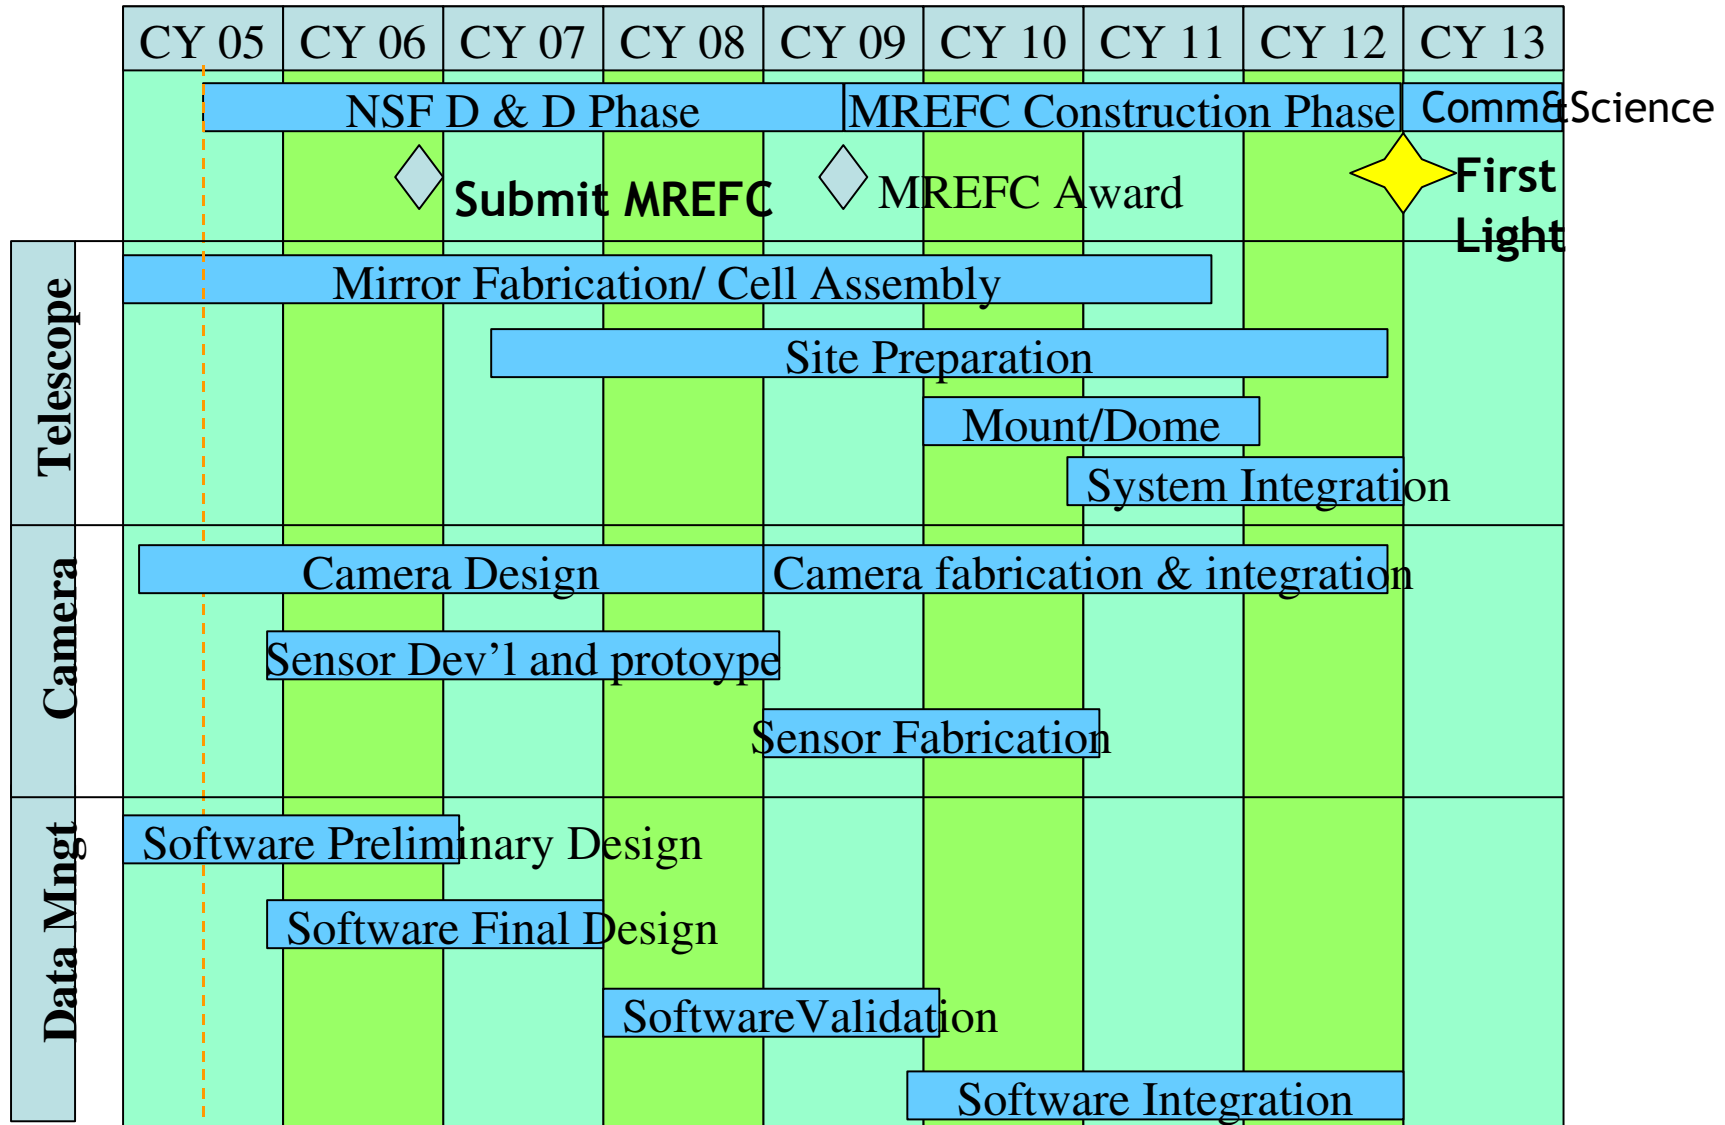 CY 05 CY 06 CY 07 CY 08 CY 09 CY 10 CY 11 CY 12 CY 13
NSF D & D Phase MREFC Construction Phase Comm&Science
Submit MREFC MREFC Award First
Light
Telescope
Mirror Fabrication/ Cell Assembly
Site Preparation
Mount/Dome
System Integration
Camera
Camera Design Camera fabrication & integration
Sensor Dev’l and protoype
Sensor Fabrication
Data Mngt
Software Preliminary Design
Software Final Design
SoftwareValidation
Software Integration